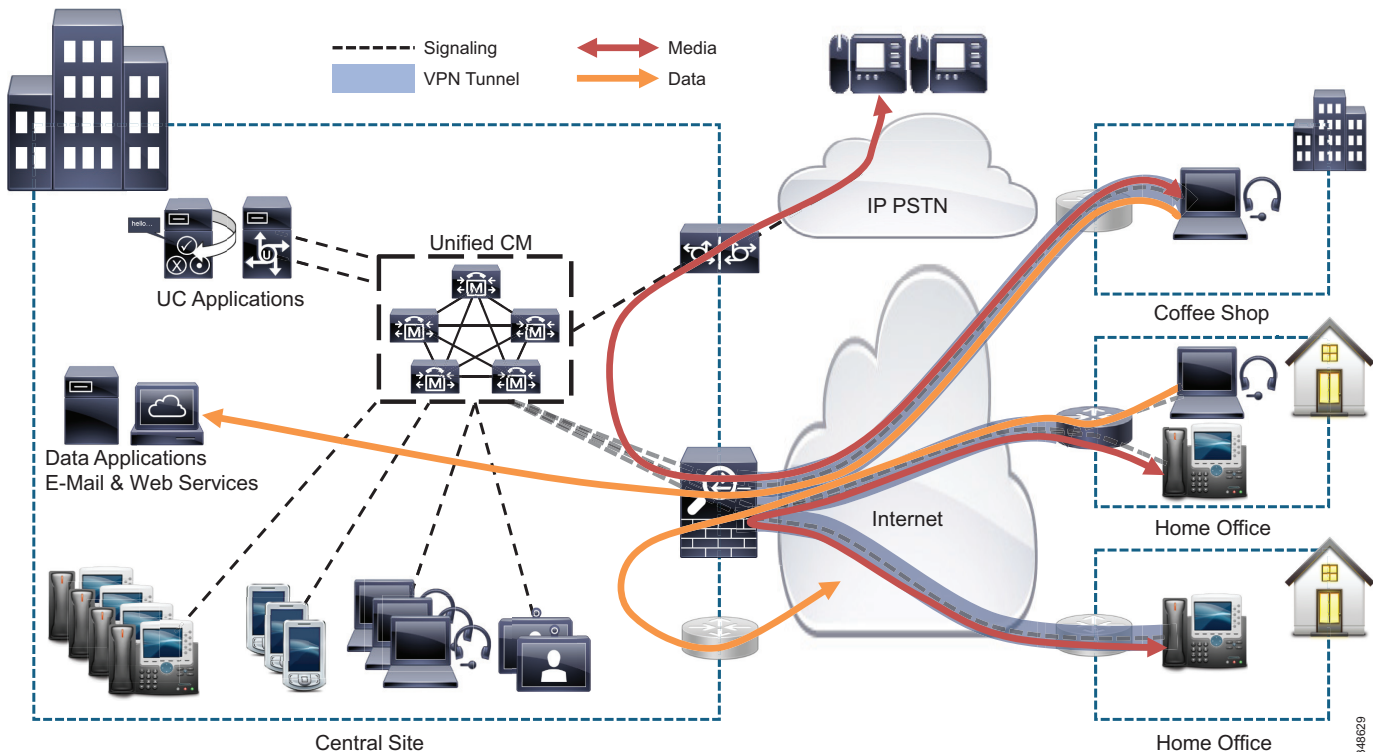 Signaling
VPN Tunnel
Media
Data
hello...
UC Applications
U
Unified CM
M
M
M
M
M
IP PSTN
Coffee Shop
Data Applications
E-Mail & Web Services
Internet
Home Office
Home Office
Central Site
348629